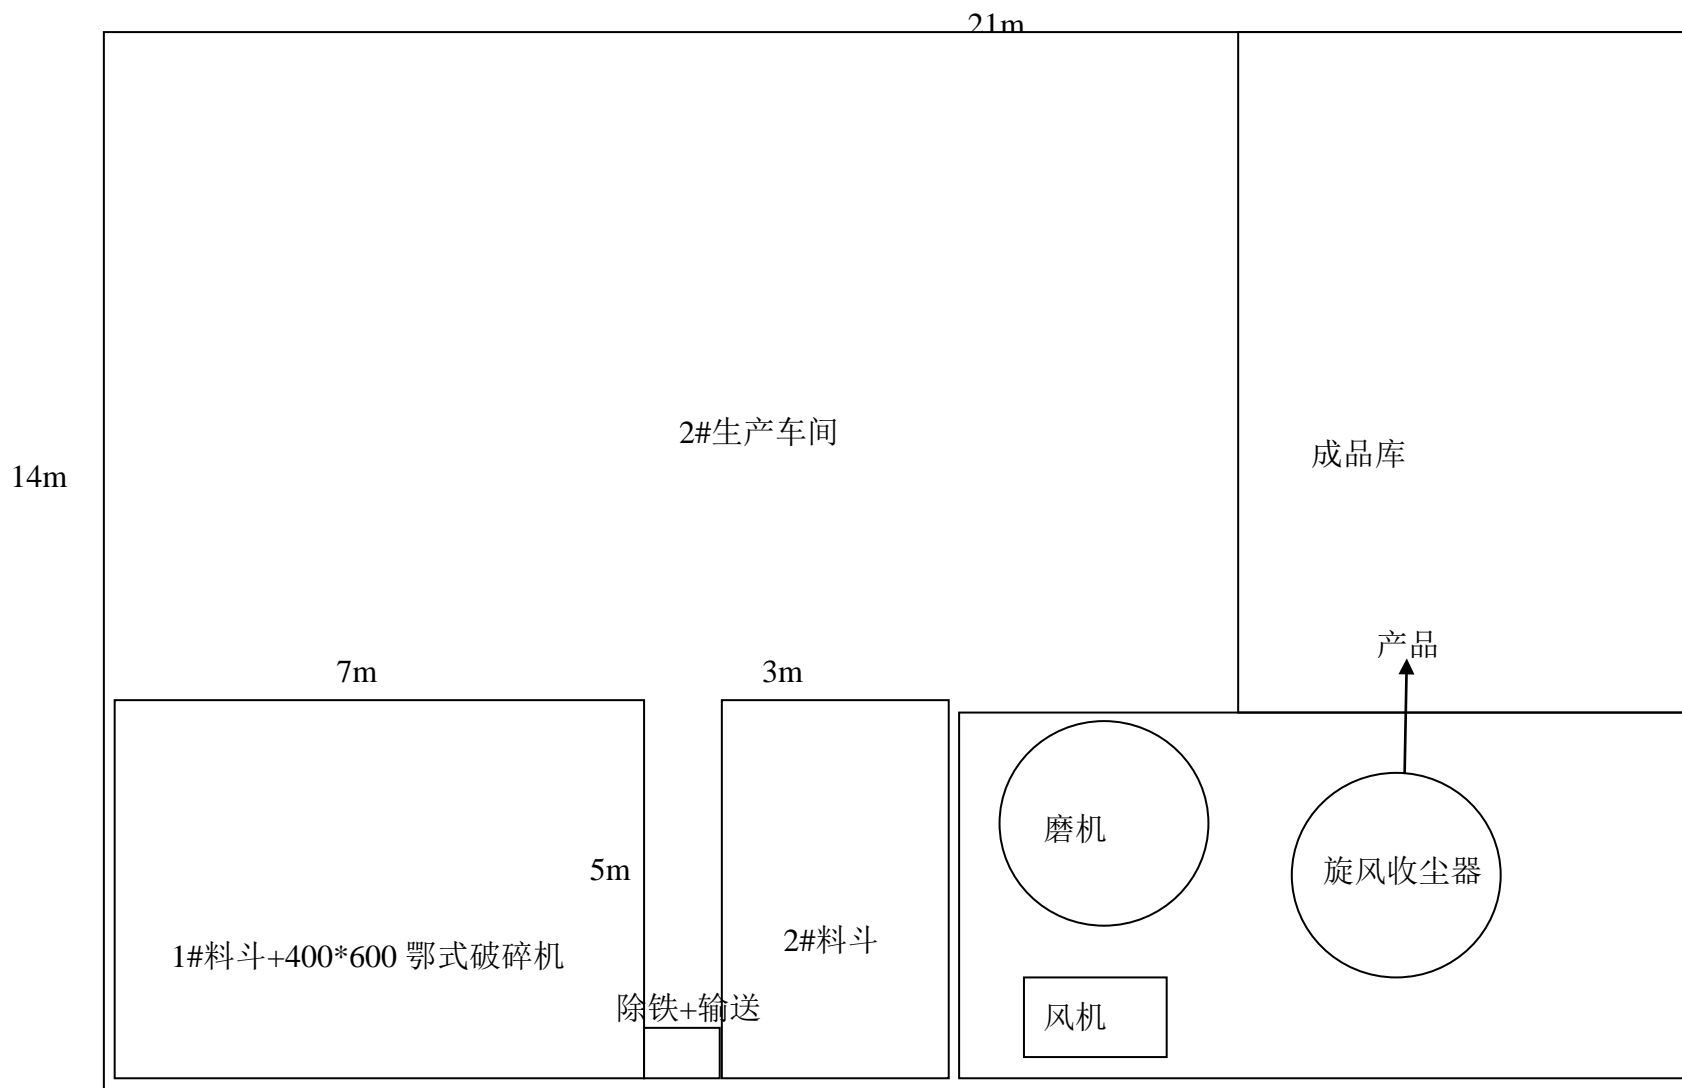 21m
2#生产车间
成品库
14m
产品
7m
3m
磨机
5m
旋风收尘器
2#料斗
1#料斗+400*600 鄂式破碎机
除铁+输送
风机